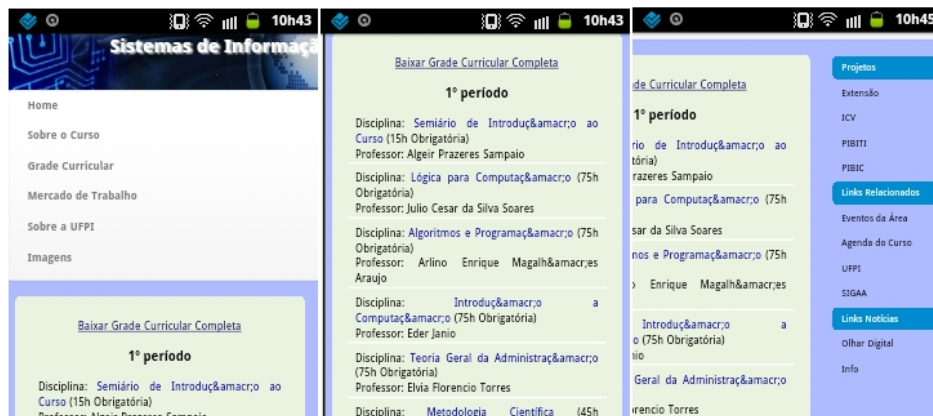 10h43
Sistemas de Informaçã
Home
Sobre o Curso
Grade Curricular
Mercado de Trabalho
Sobre a UFPI
Imagens
Baixar Grade Curricular Completa
1º período
Disciplina: Semiário de Introduç&amacr;o ao
Curso (15h Obrigatória)
Professor: Algeir Prazeres Sampaio
10h43
Baixar Grade Curricular Completa
1º período
Disciplina: Semiário de Introduç&amacr;o ao
Curso (15h Obrigatória)
Professor: Algeir Prazeres Sampaio
Disciplina: Lógica para Computaç&amacr;o (75h
Obrigatória)
Professor: Julio Cesar da Silva Soares
Disciplina: Algoritmos e Programaç&amacr;o (75h
Obrigatória)
Professor: Arlino Enrique Magalh&amacr;es
Araujo
Disciplina: Introduç&amacr;o a
Computaç&amacr;o (75h Obrigatória)
Professor: Eder Janio
Disciplina: Teoria Geral da Administraç&amacr;o
(75h Obrigatória)
Professor: Elvia Florencio Torres
Disciplina: Metodologia Científica (45h
10h45
de Curricular Completa
1º período
rio de Introduç&amacr;o ao
tória)
razeres Sampaio
para Computaç&amacr;o (75h
sar da Silva Soares
mos e Programaç&amacr;o (75h
o Enrique Magalh&amacr;es
Introduç&amacr;o a
o (75h Obrigatória)
nio
Geral da Administraç&amacr;o
orencio Torres
Projetos
Extensão
ICV
PIBITI
PIBIC
Links Relacionados
Eventos da Área
Agenda do Curso
UFPI
SIGAA
Links Notícias
Olhar Digital
Info